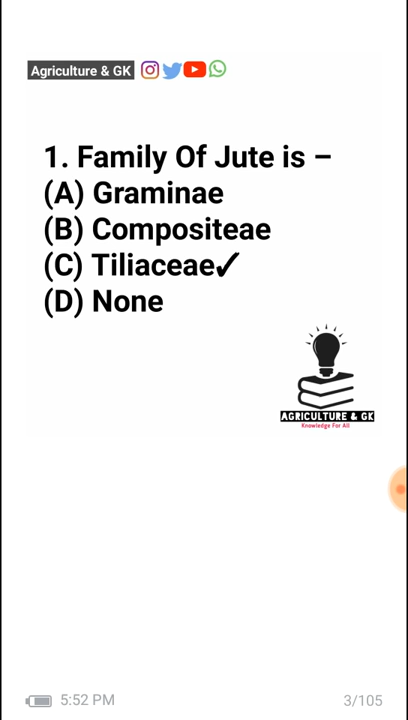 Agriculture & GK
1. Family Of Jute is –
(A) Graminae
(B) Compositeae
(C) Tiliaceae✓
(D) None
AGRICULTURE & GK
Knowledge For All
5:52 PM
3/105